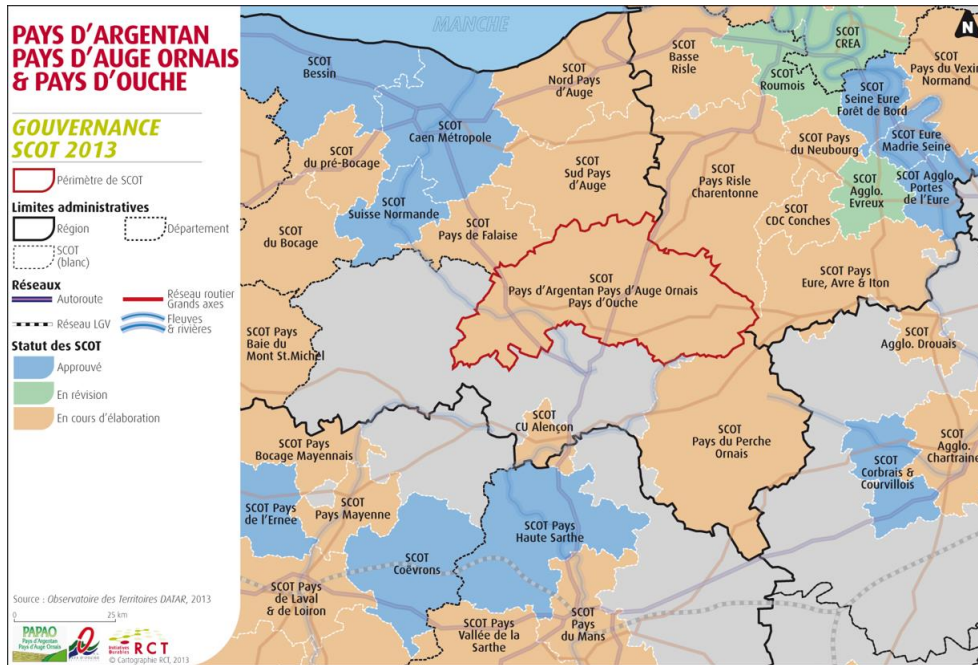 PAYS D'ARGENTAN
PAYS D'AUGE ORNAIS
& PAYS D'OUCHE
GOUVERNANCE
SCOT 2013
Périmètre de SCOT
Limites administratives
Région
Département
SCOT
(blanc)
Réseaux
Autoroute
Réseau routier
Grands axes
Réseau LGV
Fleuves
& rivières
Statut des SCOT
Approuvé
En révision
En cours d'élaboration
Source : Observatoire des Territoires DATAR, 2013
0
25 km
PAPAO
Pays d'Argentan
Pays d'Auge Ornais
RCT
© Cartographie RCT, 2013
MANCHE
N
SCOT
Bessin
SCOT
Caen Métropole
SCOT
Nord Pays
d'Auge
SCOT
Basse
Risle
SCOT
CREA
SCOT
Roumois
SCOT
Pays du Vexin
Normand
SCOT
Seine Eure
Forêt de Bord
SCOT
du pré-Bocage
SCOT
Sud Pays
d'Auge
SCOT
Pays Risle
Charentonne
SCOT Pays
du Neubourg
SCOT Eure
Madrie Seine
SCOT
Agglo.
Evreux
SCOT Agglo.
Portes
de l'Eure
SCOT
Suisse Normande
SCOT
CDC Conches
SCOT
du Bocage
SCOT
Pays de Falaise
SCOT
Pays d'Argentan Pays d'Auge Ornais
Pays d'Ouche
SCOT Pays
Eure, Avre & Iton
SCOT Pays
Baie du
Mont St.Michel
SCOT
Agglo. Drouais
SCOT
CU Alençon
SCOT
Pays du Perche
Ornais
SCOT Pays
Bocage Mayennais
SCOT
Agglo.
Chartraine
SCOT
Corbrais &
Courvillois
SCOT Pays
de l'Ernée
SCOT
Pays Mayenne
SCOT Pays
Haute Sarthe
SCOT
Coëvrons
SCOT Pays
de Laval
& de Loiron
SCOT Pays
Vallée de la
Sarthe
SCOT
Pays
du Mans